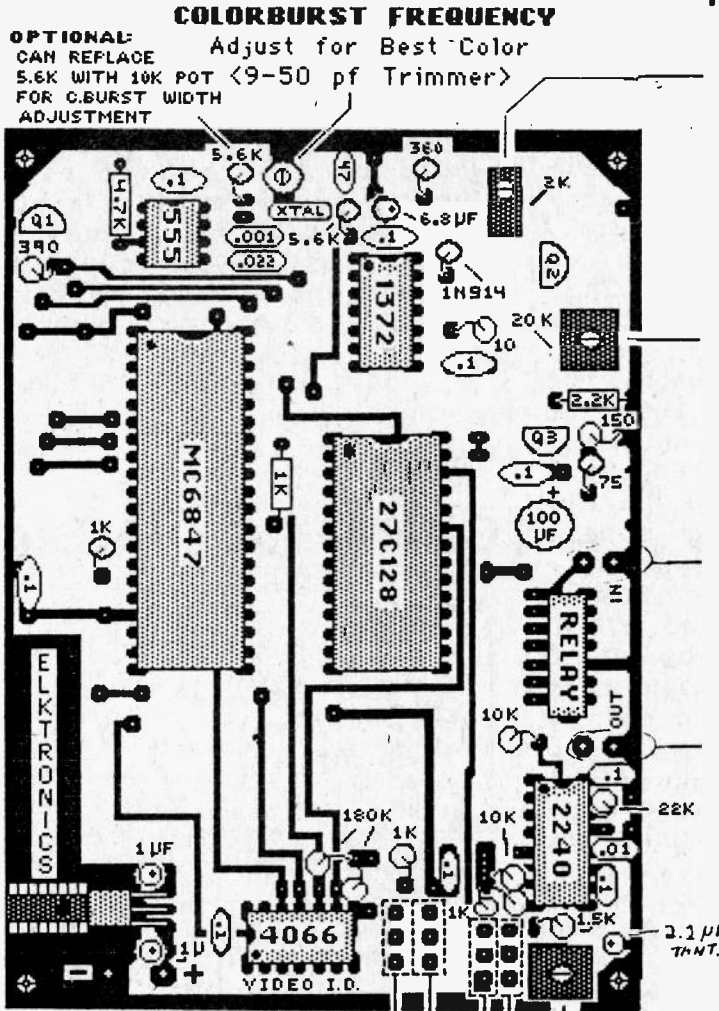 COLORBURST FREQUENCY
Adjust for Best Color
<9-50 pf Trimmer>
OPTIONAL:
CAN REPLACE
5.6K WITH 10K POT
FOR C.BURST WIDTH
ADJUSTMENT
5.6K
47
360
.1
4.7K
555
XTAL
6.8µF
2K
Q1
.001
5.6K
.1
390
.022
Q2
1372
1N914
20K
10
.1
2.2K
150
Q3
MC6847
1K
27C128
.1
+
75
100
µF
1K
.1
IN
RELAY
ELKTRONICS
OUT
10K
.1
180K
22K
1K
10K
2240
1µF
.1
.01
.1
1K
1.5K
.1
4066
2.2µF
TANT.
1µ
- +
+
VIDEO I.D.